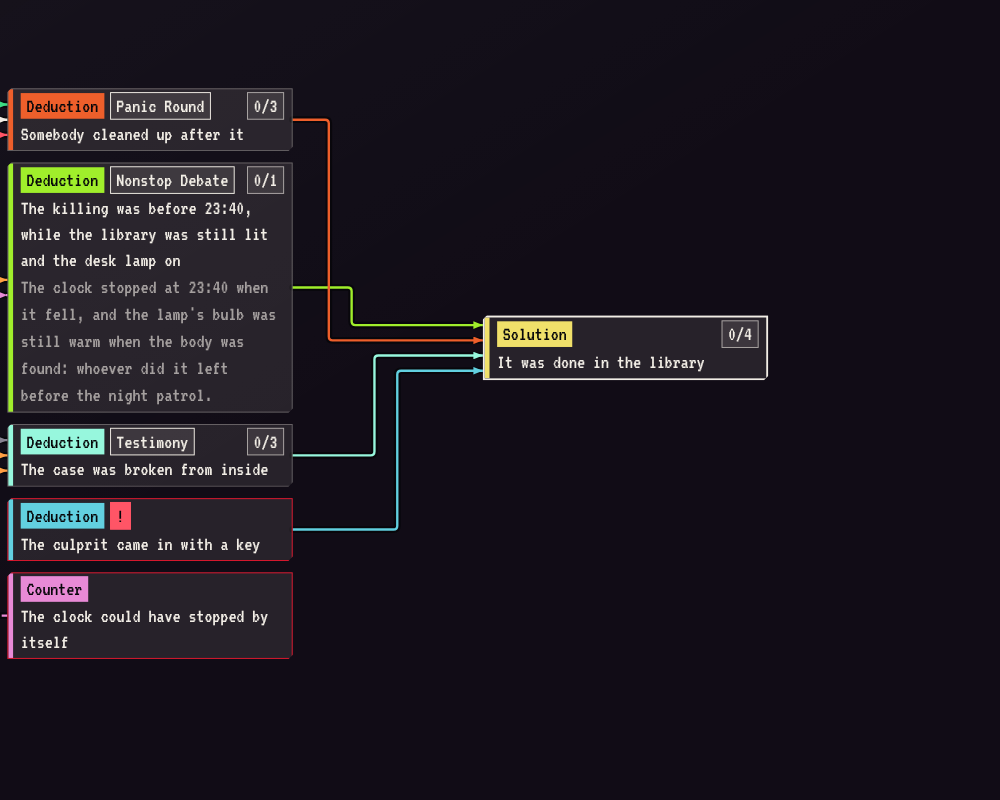 Deduction Panic Round 0/3
Somebody cleaned up after it
Deduction Nonstop Debate 0/1
The killing was before 23:40,
while the library was still lit
and the desk lamp on
The clock stopped at 23:40 when
it fell, and the lamp's bulb was
still warm when the body was
found: whoever did it left
before the night patrol.
Deduction Testimony 0/3
The case was broken from inside
Deduction !
The culprit came in with a key
Counter
The clock could have stopped by
itself
Solution 0/4
It was done in the library